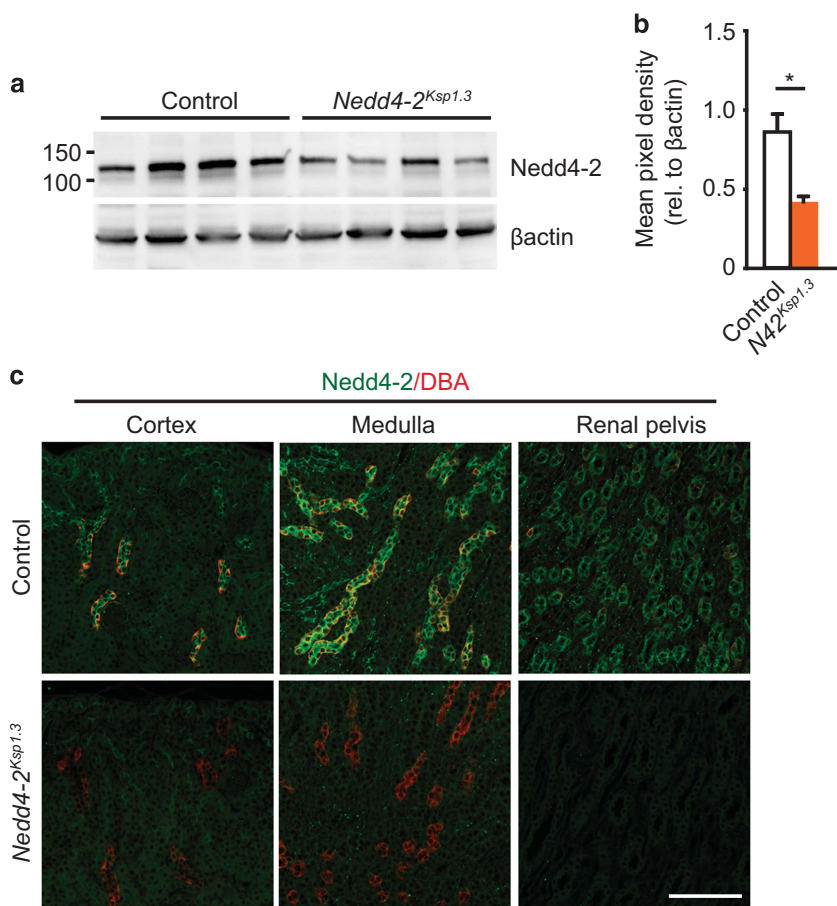 a
Control
Nedd4-2Ksp1.3
150
100
Nedd4-2
βactin
b
Mean pixel density
(rel. to βactin)
1.5
1.0
0.5
0
*
Control
N42Ksp1.3
c
Nedd4-2/DBA
Cortex
Medulla
Renal pelvis
Control
Nedd4-2Ksp1.3